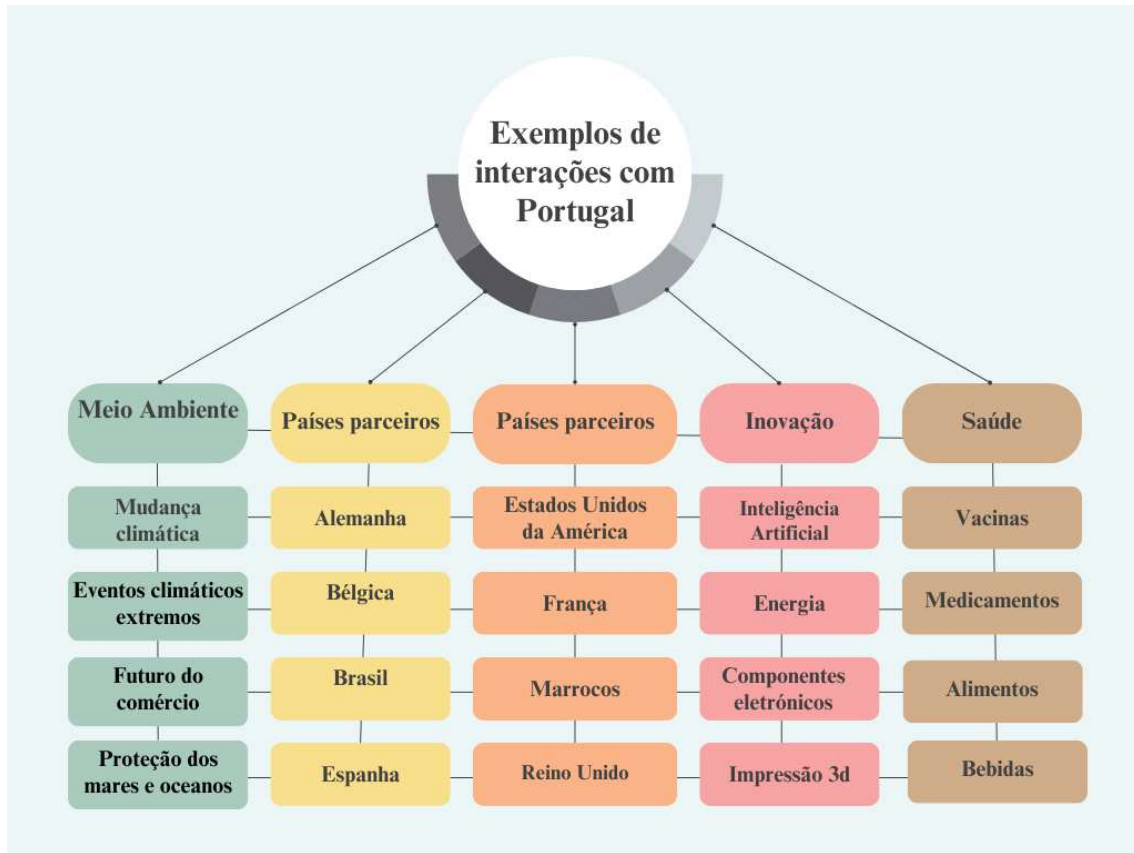 Exemplos de
interações com
Portugal
Meio Ambiente
Países parceiros
Países parceiros
Inovação
Saúde
Mudança
climática
Alemanha
Estados Unidos
da América
Inteligência
Artificial
Vacinas
Eventos climáticos
extremos
Bélgica
França
Energia
Medicamentos
Futuro do
comércio
Brasil
Marrocos
Componentes
eletrónicos
Alimentos
Proteção dos
mares e oceanos
Espanha
Reino Unido
Impressão 3d
Bebidas